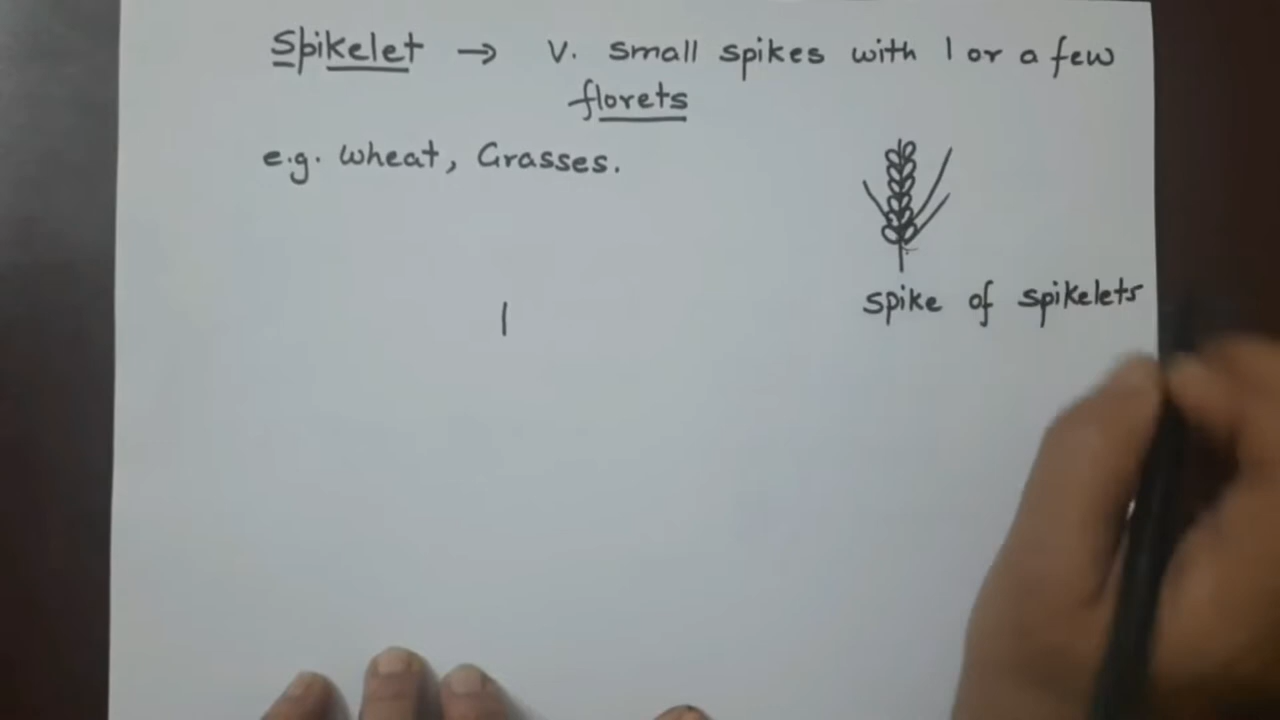 Spikelet → V. small spikes with 1 or a few
florets
e.g. wheat, Grasses.
spike of spikelets